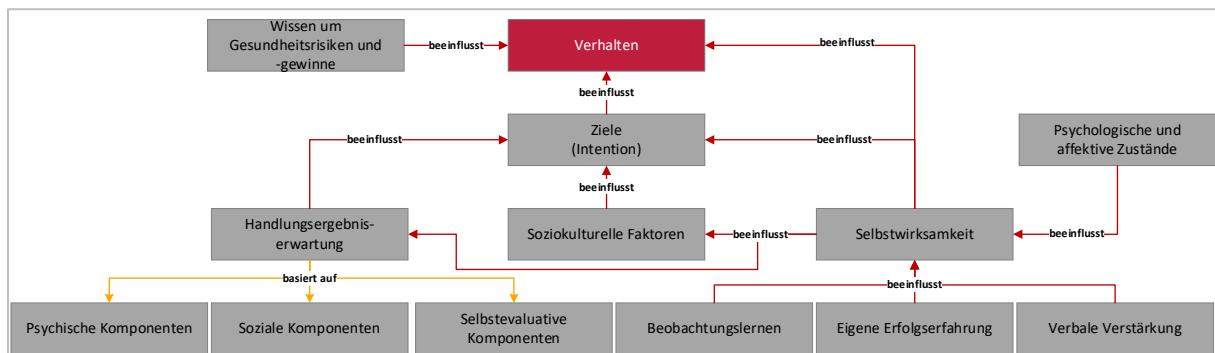 Wissen um
Gesundheitsrisiken und
-gewinne
beeinflusst
Verhalten
beeinflusst
beeinflusst
beeinflusst
Ziele
(Intention)
beeinflusst
Psychologische und
affektive Zustände
beeinflusst
Handlungsergebnis-
erwartung
Soziokulturelle Faktoren
beeinflusst
Selbstwirksamkeit
beeinflusst
basiert auf
beeinflusst
Psychische Komponenten
Soziale Komponenten
Selbstevaluative
Komponenten
Beobachtungslernen
Eigene Erfolgserfahrung
Verbale Verstärkung